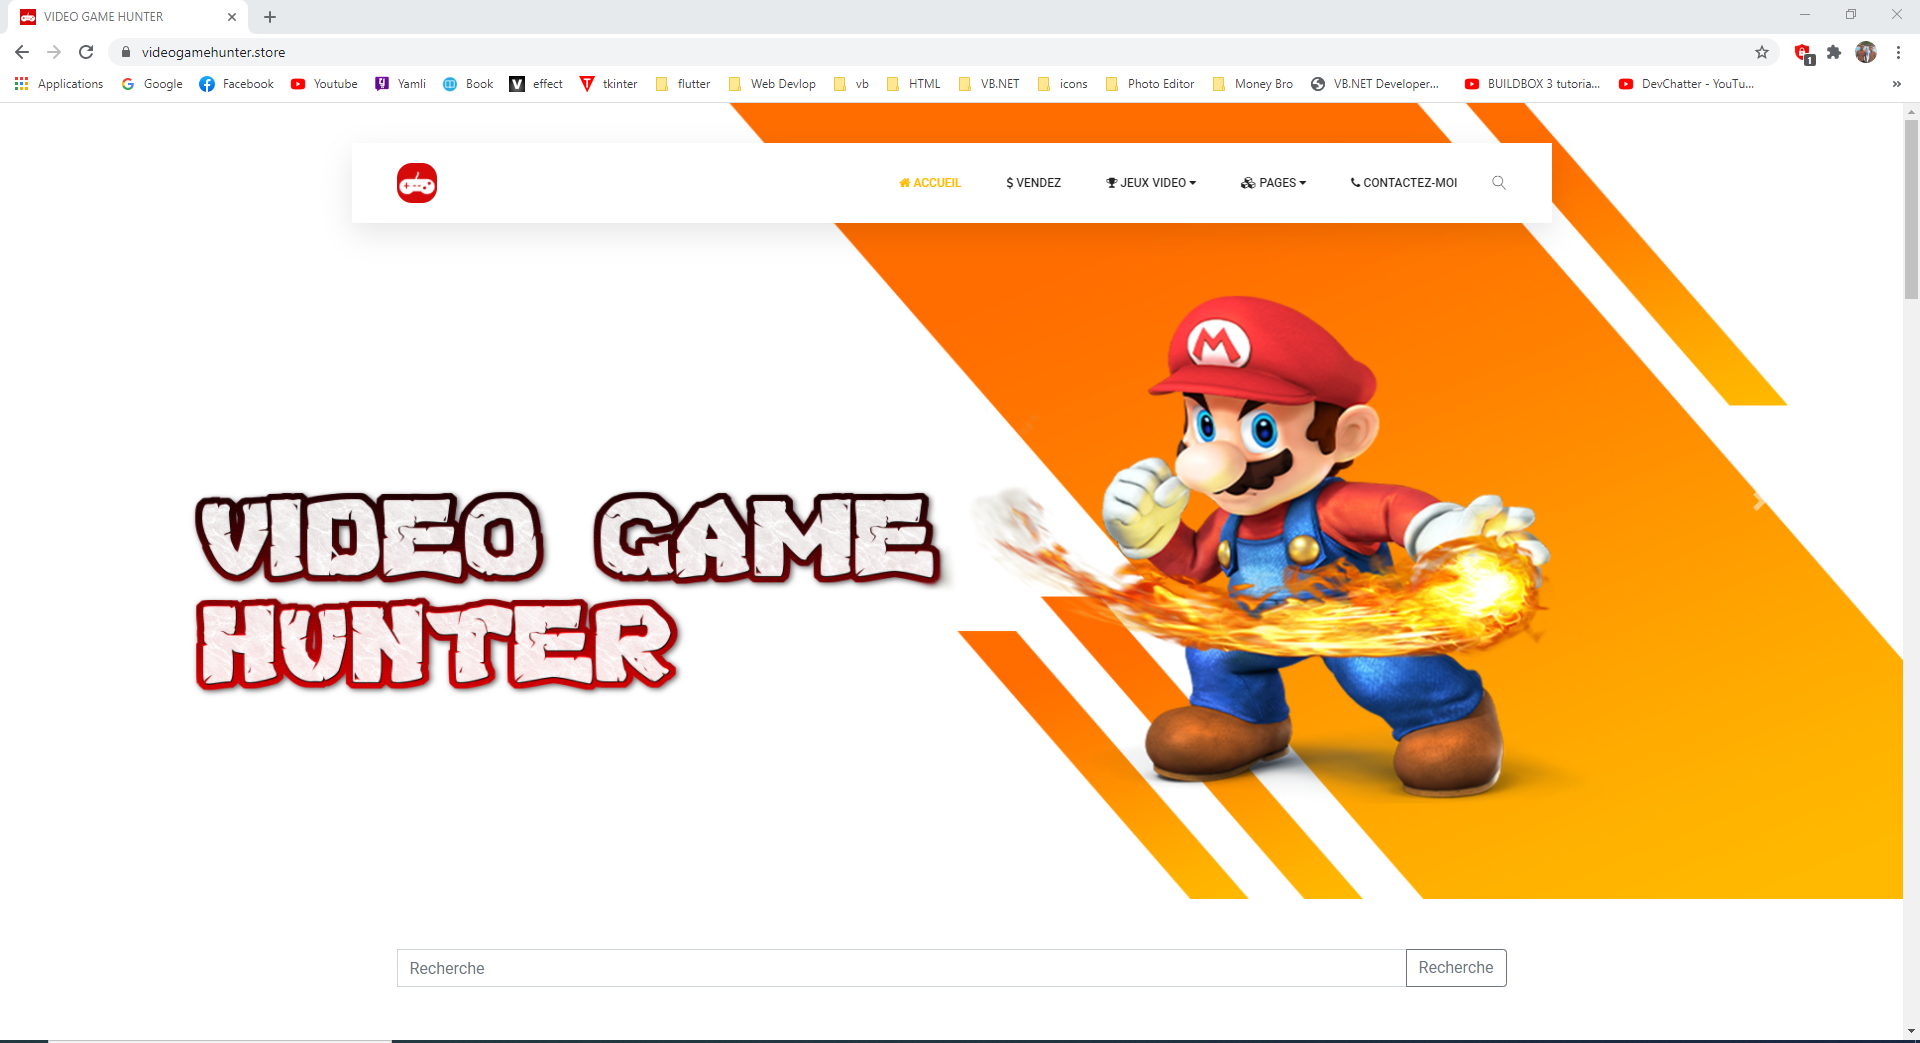 VIDEO GAME HUNTER
videogamehunter.store
1
Applications Google Facebook Youtube Yamli Book effect tkinter flutter Web Devlop vb HTML VB.NET icons Photo Editor Money Bro VB.NET Developer... BUILDBOX 3 tutoria... DevChatter - YouTu... »
ACCUEIL $ VENDEZ JEUX VIDEO PAGES CONTACTEZ-MOI
M
VIDEO GAME
HUNTER
Recherche Recherche